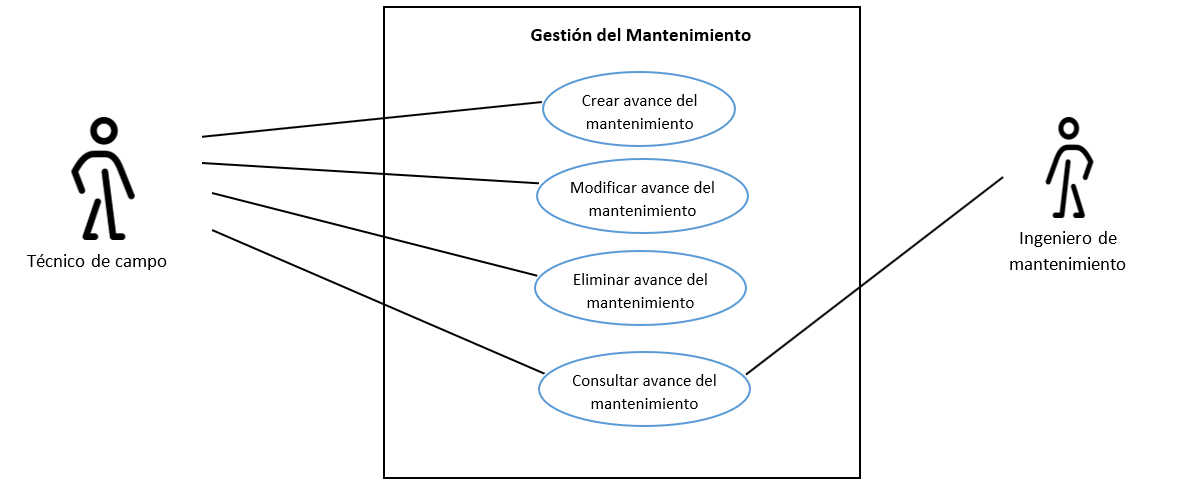 Gestión del Mantenimiento
Crear avance del
mantenimiento
Modificar avance del
mantenimiento
Eliminar avance del
mantenimiento
Consultar avance del
mantenimiento
Técnico de campo
Ingeniero de
mantenimiento